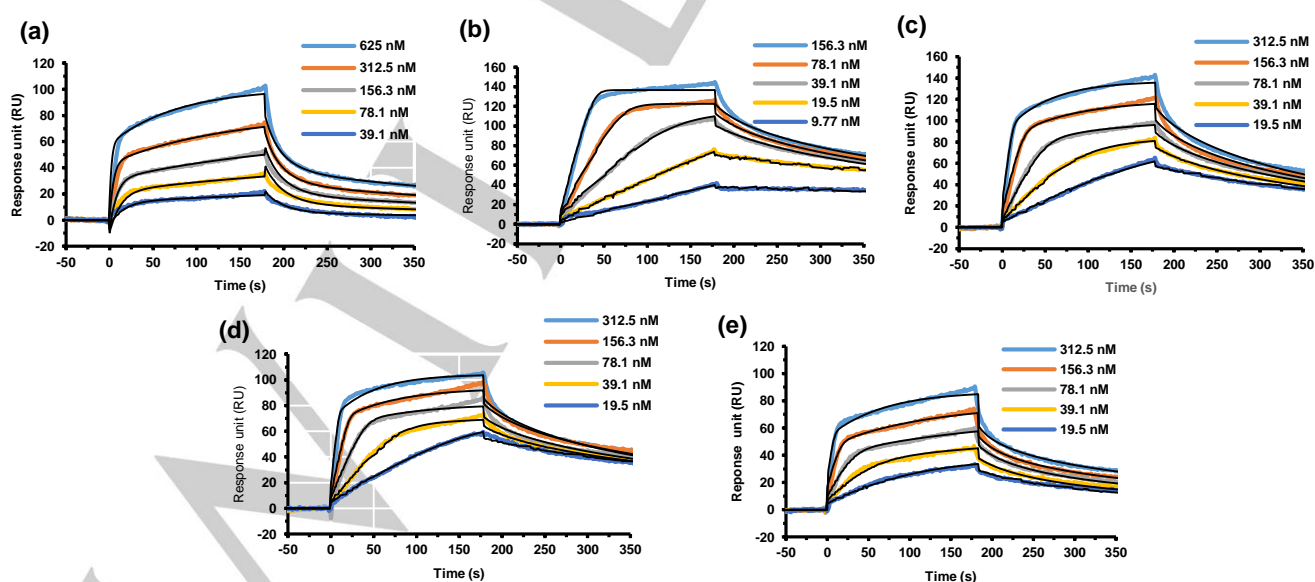 (a)
625 nM
312.5 nM
156.3 nM
78.1 nM
39.1 nM
Response unit (RU)
120
100
80
60
40
20
0
-20
-50 0 50 100 150 200 250 300 350
Time (s)
(b)
156.3 nM
78.1 nM
39.1 nM
19.5 nM
9.77 nM
Response unit (RU)
160
140
120
100
80
60
40
20
0
-20
-50 0 50 100 150 200 250 300 350
Time (s)
(c)
312.5 nM
156.3 nM
78.1 nM
39.1 nM
19.5 nM
Response unit (RU)
160
140
120
100
80
60
40
20
0
-20
-50 0 50 100 150 200 250 300 350
Time (s)
(d)
312.5 nM
156.3 nM
78.1 nM
39.1 nM
19.5 nM
Response unit (RU)
120
100
80
60
40
20
0
-20
-50 0 50 100 150 200 250 300 350
Time (s)
(e)
312.5 nM
156.3 nM
78.1 nM
39.1 nM
19.5 nM
Reponse unit (RU)
120
100
80
60
40
20
0
-20
-50 0 50 100 150 200 250 300 350
Time (s)